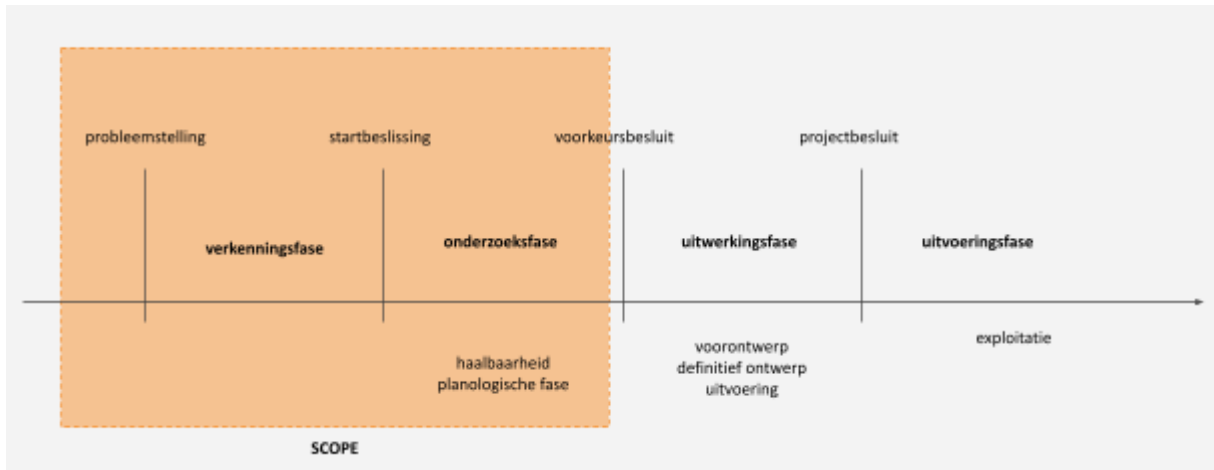 probleemstelling
startbeslissing
voorkeursbesluit
projectbesluit
verkenningsfase
onderzoeksfase
uitwerkingsfase
uitvoeringsfase
haalbaarheid
planologische fase
voorontwerp
definitief ontwerp
uitvoering
exploitatie
SCOPE